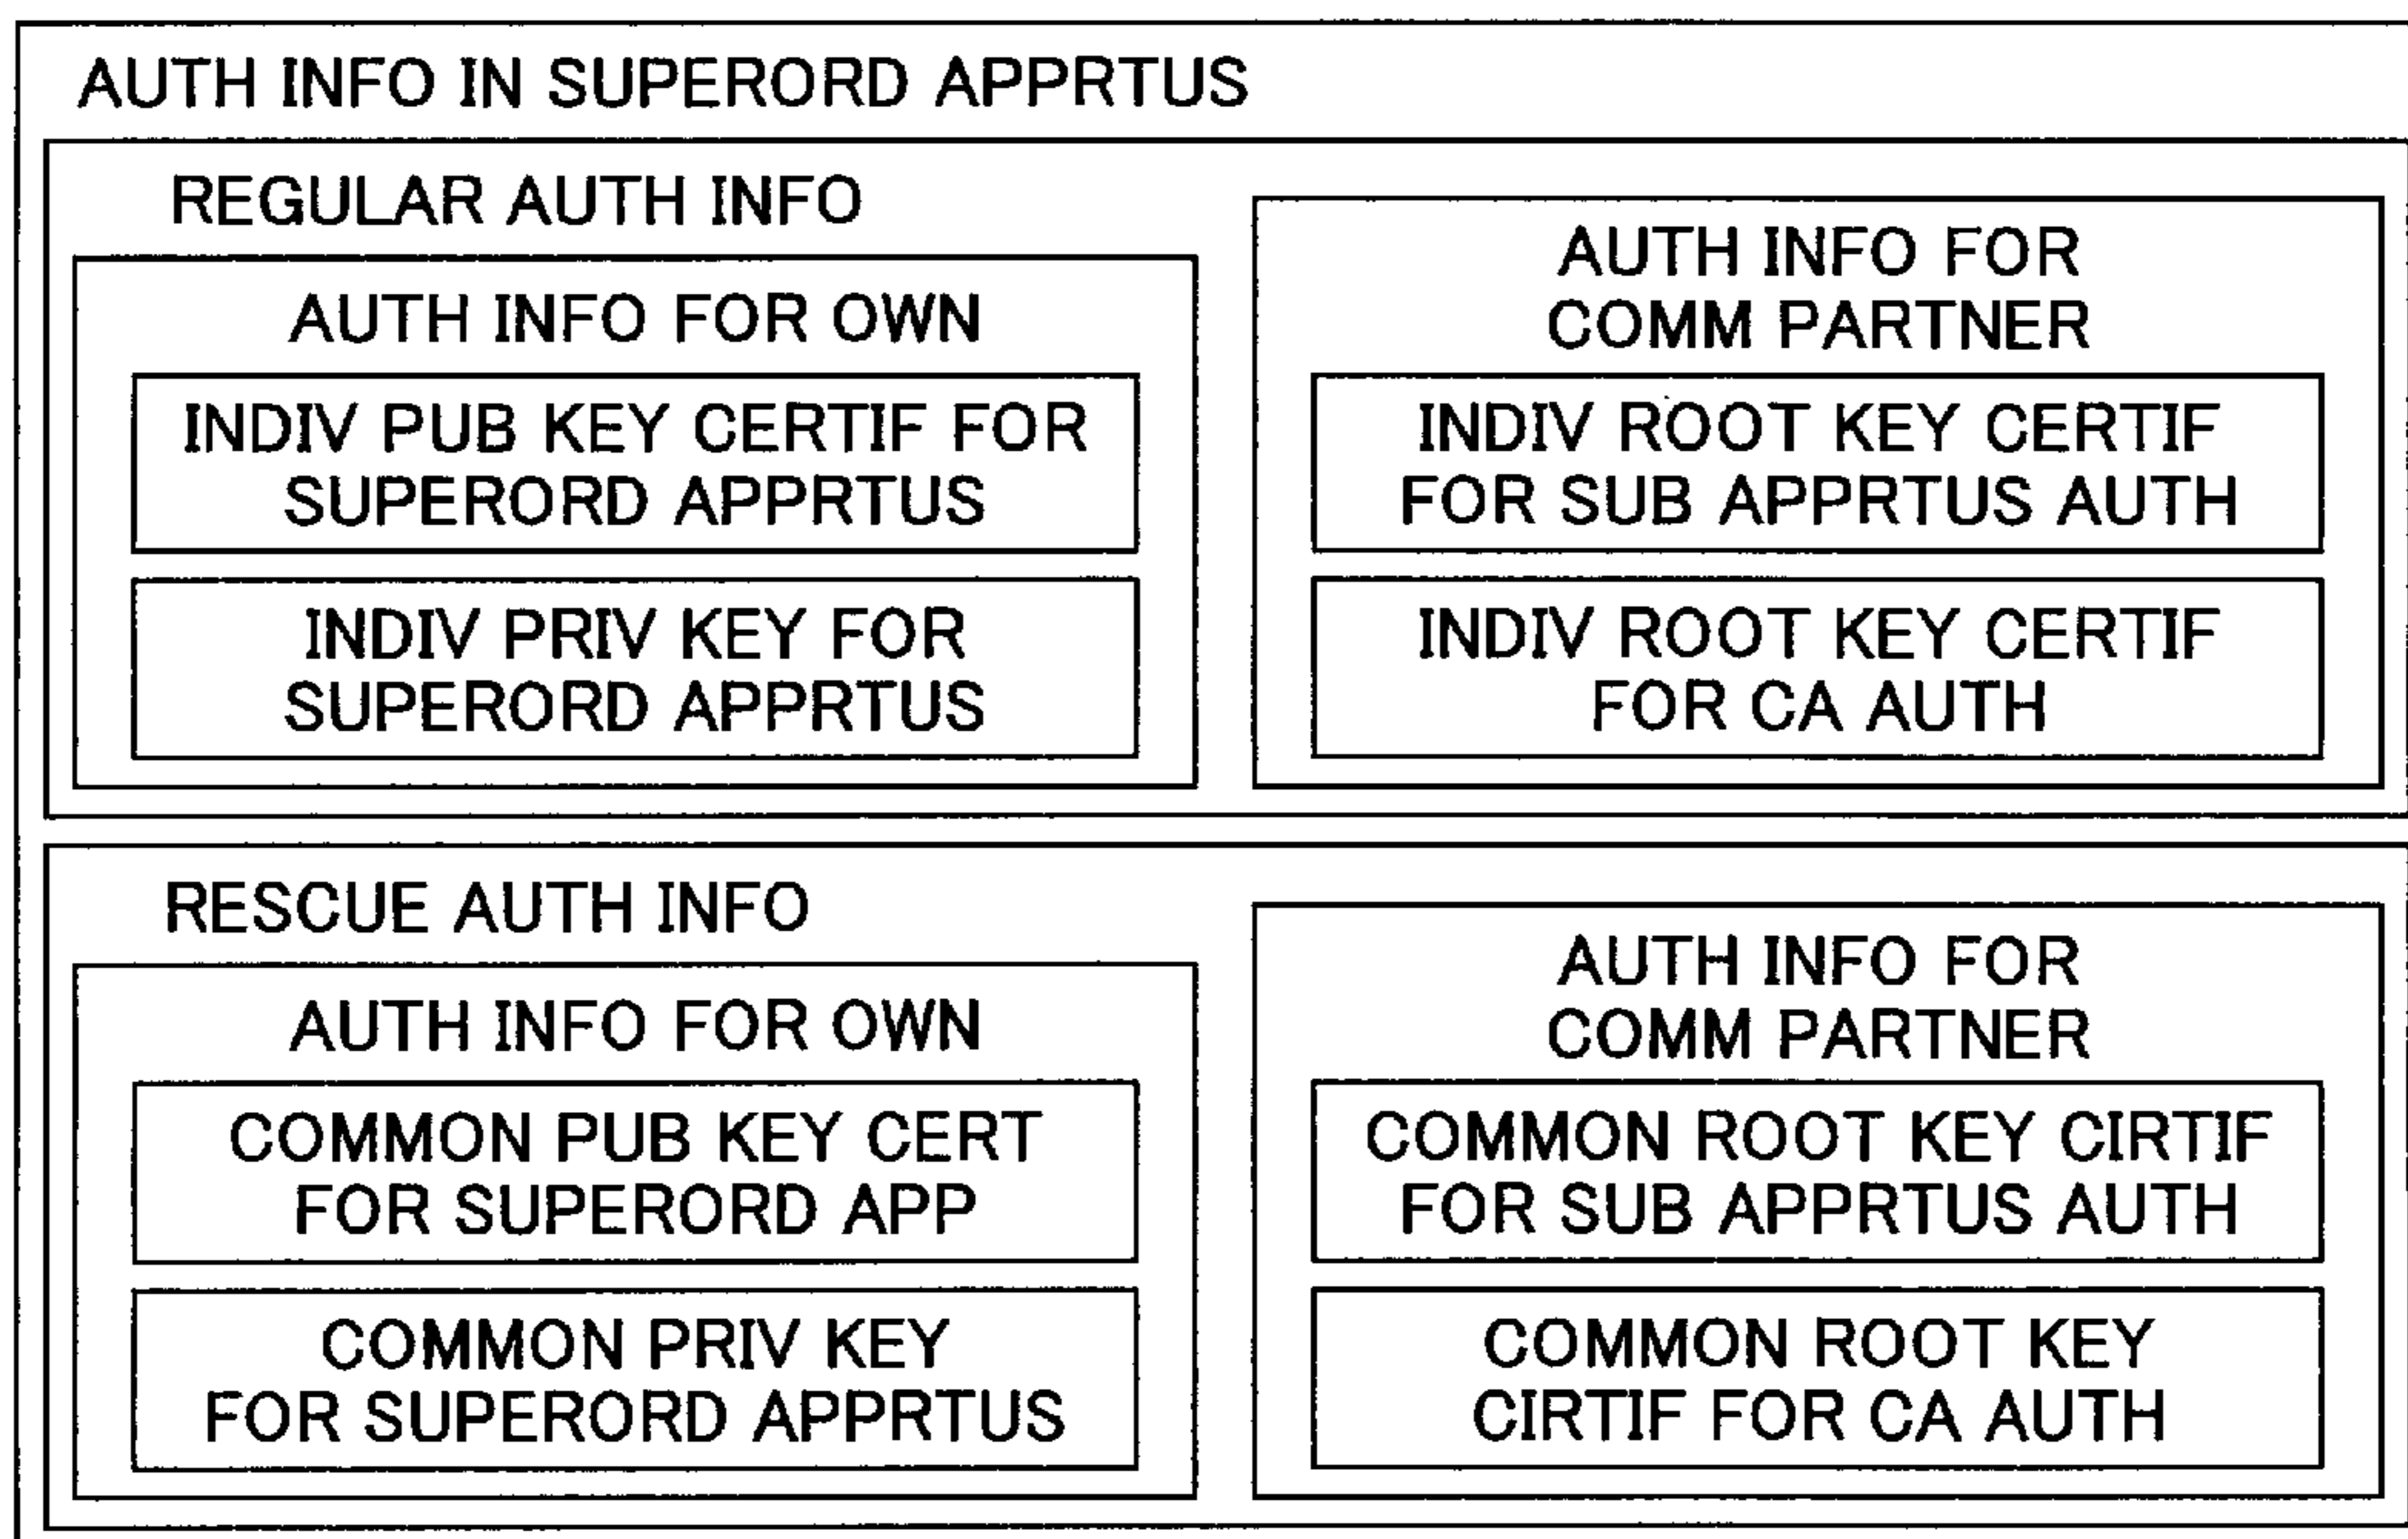 AUTH INFO IN SUPERORD APPRTUS
REGULAR AUTH INFO
AUTH INFO FOR OWN
INDIV PUB KEY CERTIF FOR
SUPERORD APPRTUS
INDIV PRIV KEY FOR
SUPERORD APPRTUS
AUTH INFO FOR
COMM PARTNER
INDIV ROOT KEY CERTIF
FOR SUB APPRTUS AUTH
INDIV ROOT KEY CERTIF
FOR CA AUTH
RESCUE AUTH INFO
AUTH INFO FOR OWN
COMMON PUB KEY CERT
FOR SUPERORD APP
COMMON PRIV KEY
FOR SUPERORD APPRTUS
AUTH INFO FOR
COMM PARTNER
COMMON ROOT KEY CIRTIF
FOR SUB APPRTUS AUTH
COMMON ROOT KEY
CIRTIF FOR CA AUTH